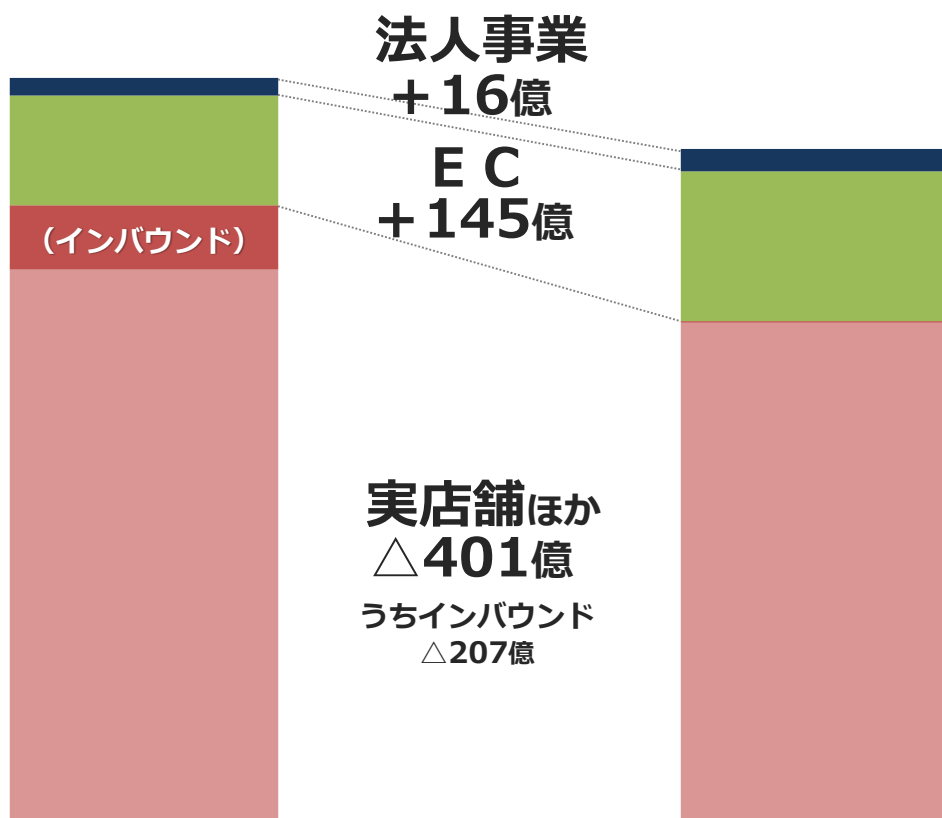 法人事業
＋16億
ＥＣ
＋145億
（インバウンド）
実店舗ほか
△401億
うちインバウンド
△207億